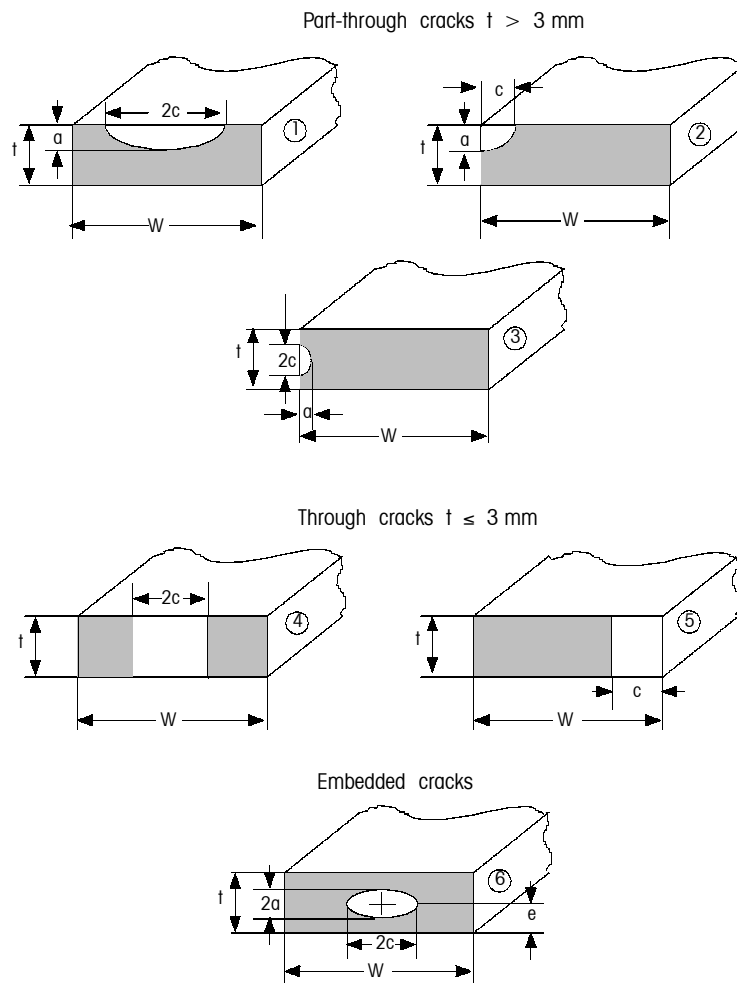 Part-through cracks t > 3 mm
2c
c
a
t
1
a
t
2
W
W
t
2c
3
a
W
Through cracks t ≤ 3 mm
2c
t
4
t
5
c
W
W
Embedded cracks
t
2a
6
e
2c
W